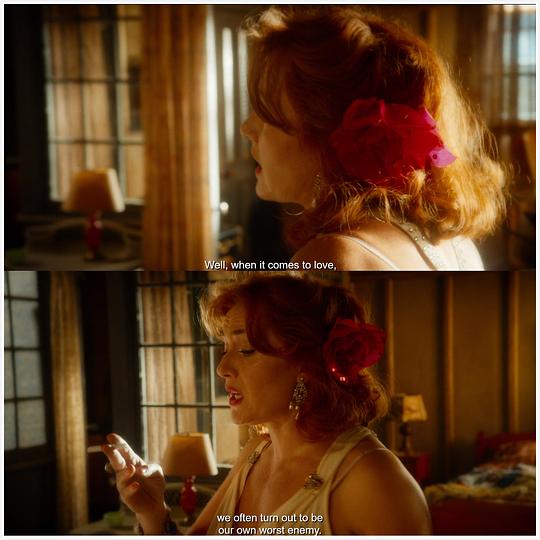 Well, when it comes to love,
we often turn out to be
our own worst enemy.